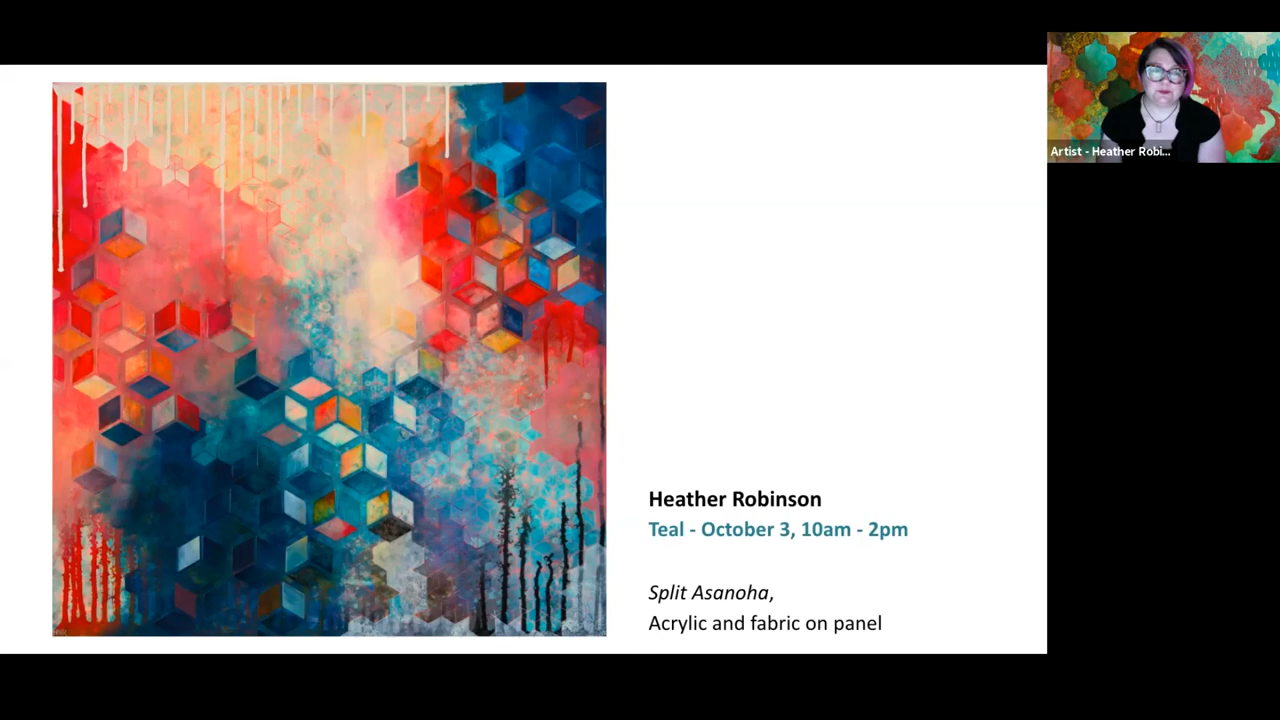 Artist - Heather Robi...
Heather Robinson
Teal - October 3, 10am - 2pm
Split Asanoha,
Acrylic and fabric on panel